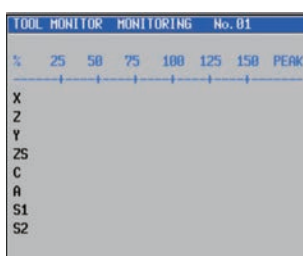 TOOL MONITOR MONITORING No.01
% 25 50 75 100 125 150 PEAK
X
Z
Y
ZS
C
A
S1
S2